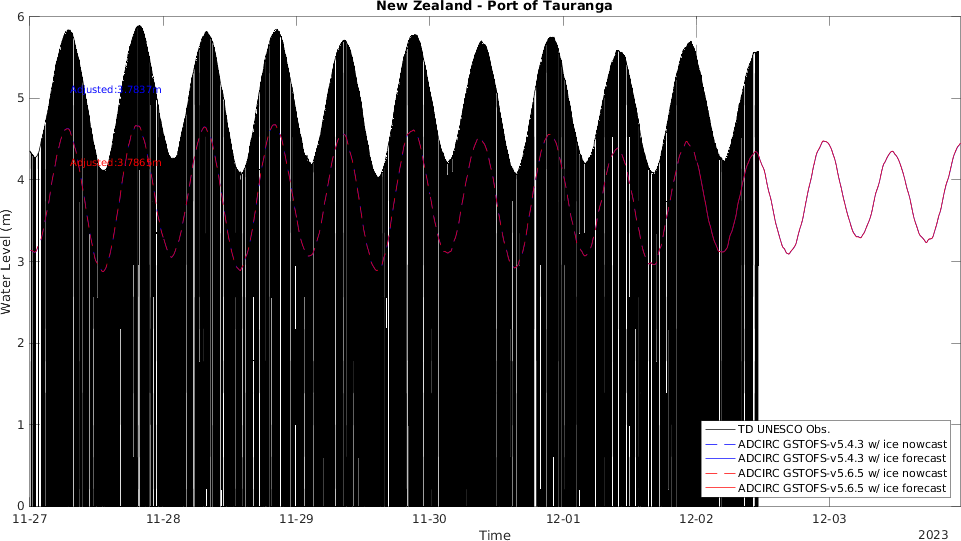 New Zealand - Port of Tauranga
6
5
4
3
2
1
0
Water Level (m)
Adjusted:3.7837m
Adjusted:3.7865m
TD UNESCO Obs.
ADCIRC GSTOFS-v5.4.3 w/ ice nowcast
ADCIRC GSTOFS-v5.4.3 w/ ice forecast
ADCIRC GSTOFS-v5.6.5 w/ ice nowcast
ADCIRC GSTOFS-v5.6.5 w/ ice forecast
11-27 11-28 11-29 11-30 12-01 12-02 12-03
Time
2023